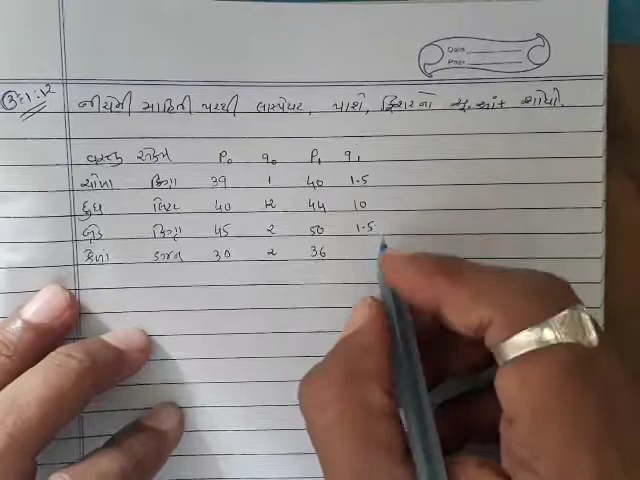 Date
Page
ઉદા:૧૨ નીચેની માહિતી પરથી લાસ્પેયર, પાશે, ફિશરનો સૂ.આંક શોધો.
વસ્તુ એકમ P₀ q₀ P₁ q₁
ચોખા કિગ્રા 39 1 40 1.5
દુધ લિટર 40 12 44 10
બ્રેડ કિગ્રા 45 2 50 1.5
કેળાં ડઝન 30 2 36